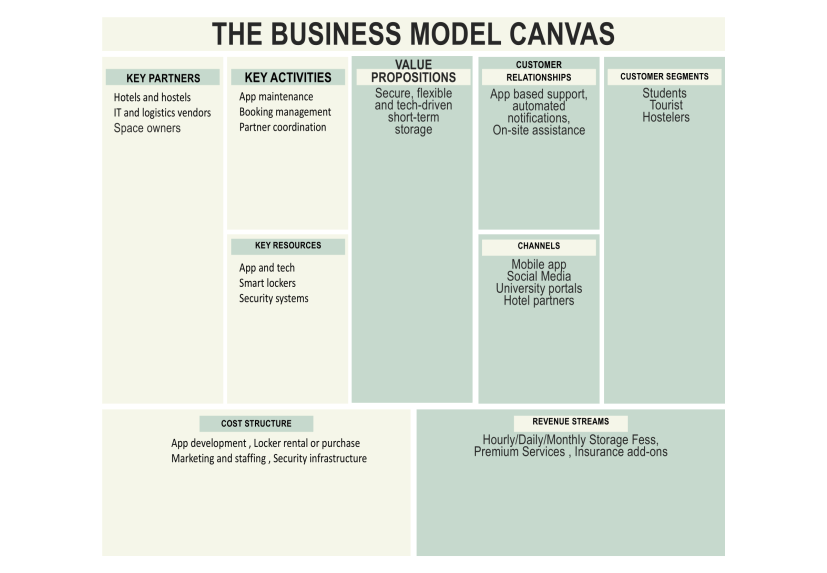 THE BUSINESS MODEL CANVAS
KEY PARTNERS
Hotels and hostels
IT and logistics vendors
Space owners
KEY ACTIVITIES
App maintenance
Booking management
Partner coordination
KEY RESOURCES
App and tech
Smart lockers
Security systems
VALUE
PROPOSITIONS
Secure, flexible
and tech-driven
short-term
storage
CUSTOMER
RELATIONSHIPS
App based support,
automated
notifications,
On-site assistance
CHANNELS
Mobile app
Social Media
University portals
Hotel partners
CUSTOMER SEGMENTS
Students
Tourist
Hostelers
COST STRUCTURE
App development , Locker rental or purchase
Marketing and staffing , Security infrastructure
REVENUE STREAMS
Hourly/Daily/Monthly Storage Fess,
Premium Services , Insurance add-ons